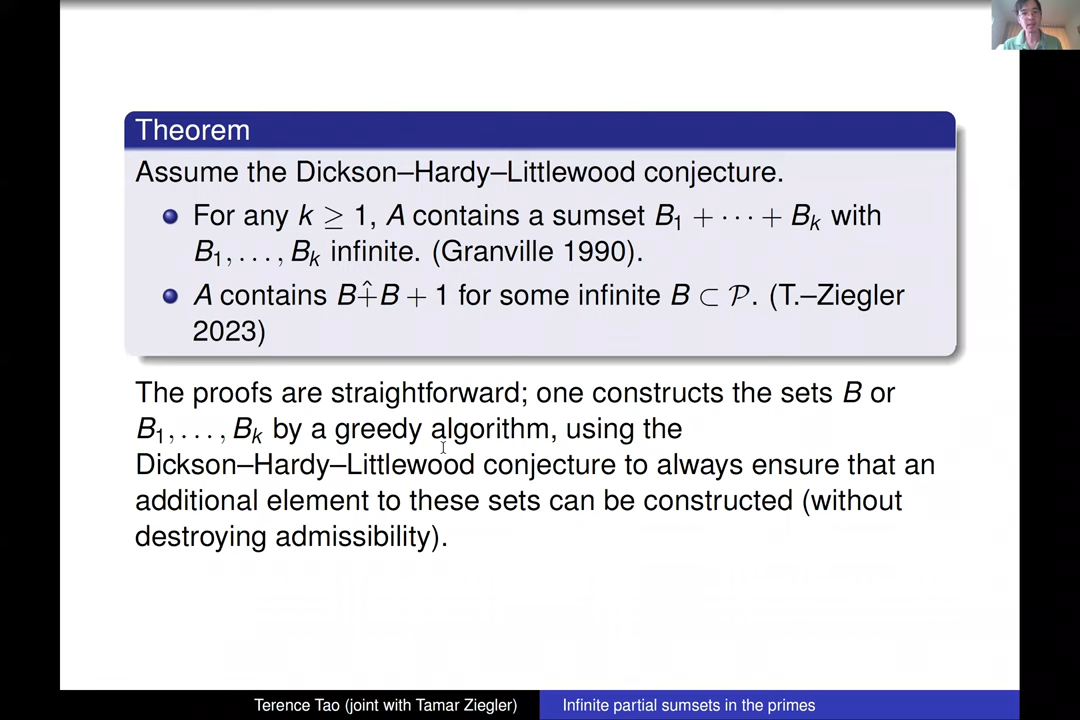 Theorem
Assume the Dickson–Hardy–Littlewood conjecture.
For any k ≥ 1, A contains a sumset B₁ + ⋯ + Bₖ with
B₁, . . . , Bₖ infinite. (Granville 1990).
A contains B+̂B + 1 for some infinite B ⊂ 𝒫. (T.–Ziegler
2023)
The proofs are straightforward; one constructs the sets B or
B₁, . . . , Bₖ by a greedy algorithm, using the
Dickson–Hardy–Littlewood conjecture to always ensure that an
additional element to these sets can be constructed (without
destroying admissibility).
Terence Tao (joint with Tamar Ziegler)
Infinite partial sumsets in the primes